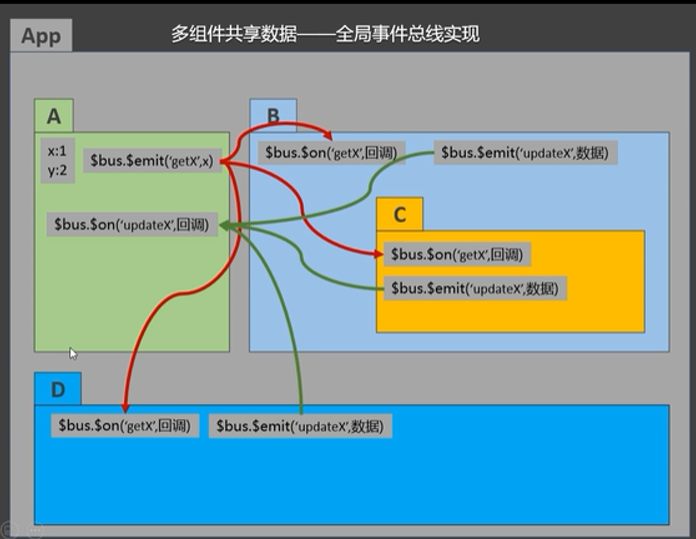 App
多组件共享数据——全局事件总线实现
A
B
x:1
y:2
$bus.$emit('getX',x)
$bus.$on('getX',回调)
$bus.$emit('updateX',数据)
$bus.$on('updateX',回调)
C
$bus.$on('getX',回调)
$bus.$emit('updateX',数据)
D
$bus.$on('getX',回调)
$bus.$emit('updateX',数据)